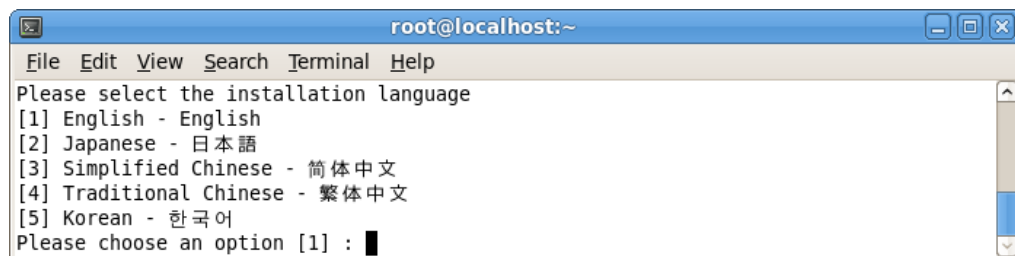 root@localhost:~
File Edit View Search Terminal Help
Please select the installation language
[1] English - English
[2] Japanese - 日本語
[3] Simplified Chinese - 简体中文
[4] Traditional Chinese - 繁体中文
[5] Korean - 한국어
Please choose an option [1] :